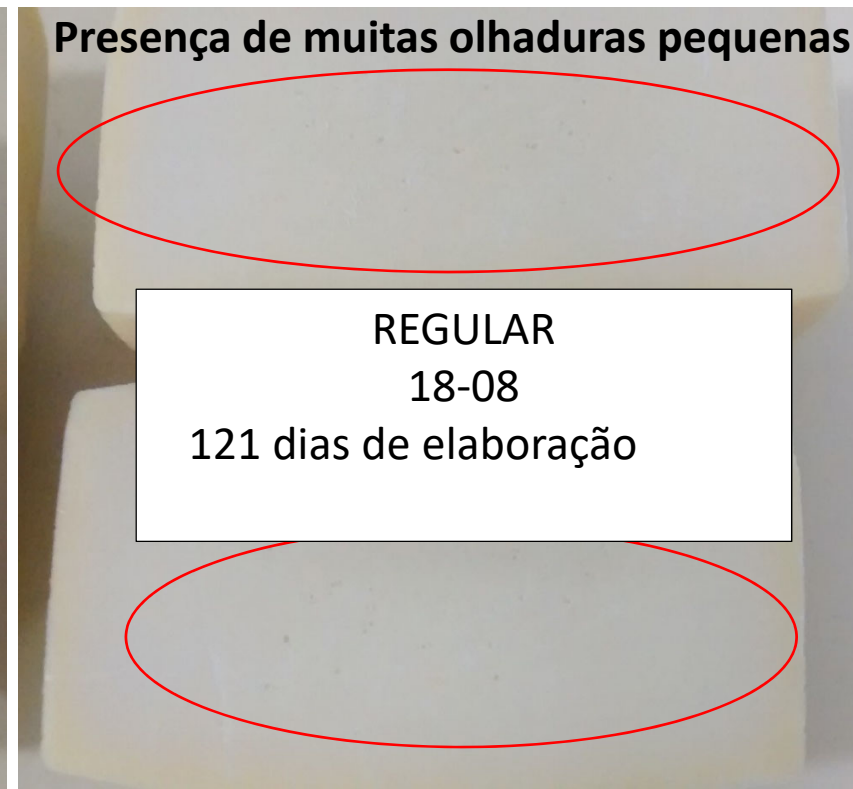 Presença de muitas olhaduras pequenas
REGULAR
18-08
121 dias de elaboração